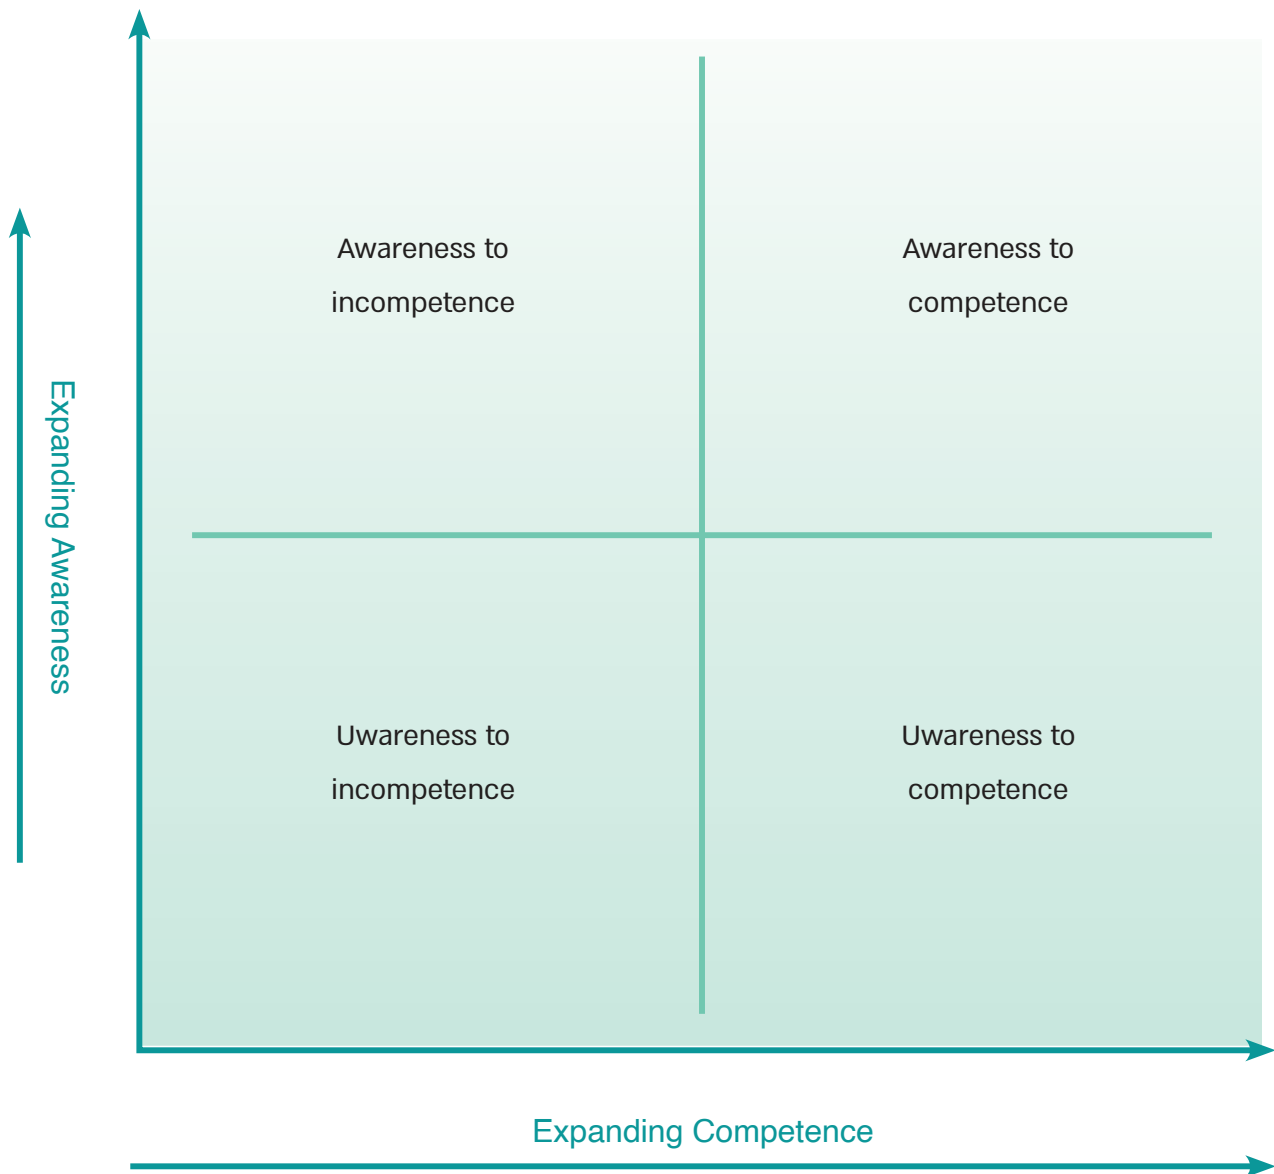 Awareness to
incompetence
Awareness to
competence
Expanding Awareness
Uwareness to
incompetence
Uwareness to
competence
Expanding Competence